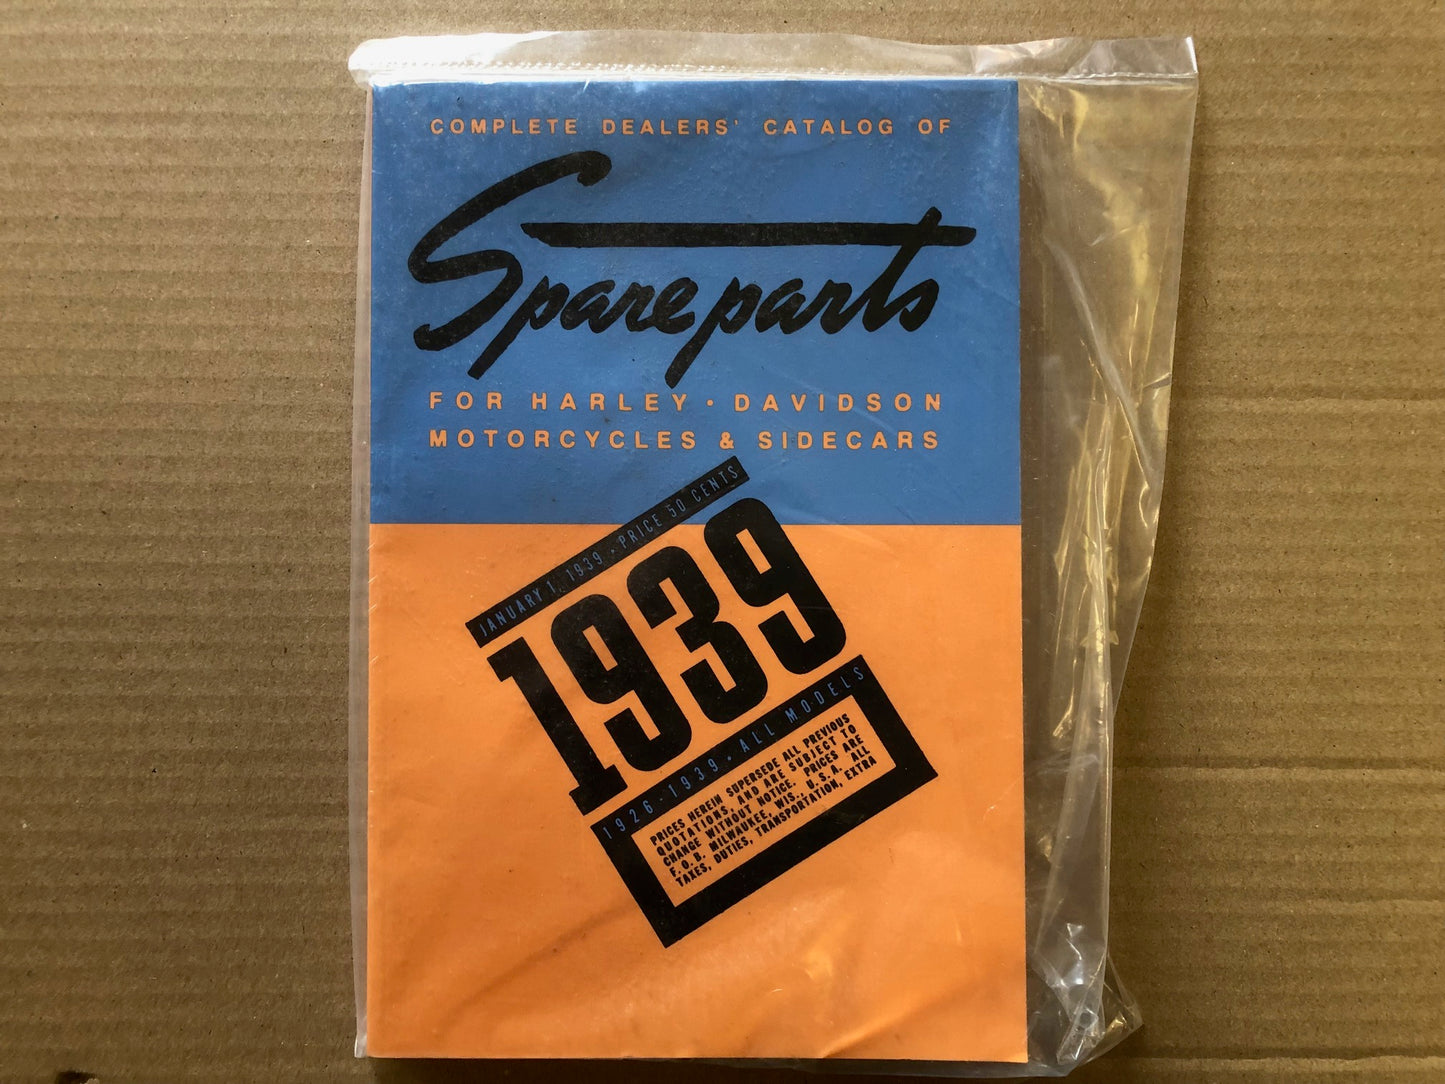 COMPLETE DEALERS' CATALOG OF
Spare parts
FOR HARLEY·DAVIDSON
MOTORCYCLES & SIDECARS
JANUARY 1, 1939 · PRICE 50 CENTS
1939
1926-1939 · ALL MODELS
PRICES HEREIN SUPERSEDE ALL PREVIOUS
QUOTATIONS, AND ARE SUBJECT TO
CHANGE WITHOUT NOTICE. PRICES ARE
F.O.B. MILWAUKEE, WIS., U.S.A. ALL
TAXES, DUTIES, TRANSPORTATION, EXTRA